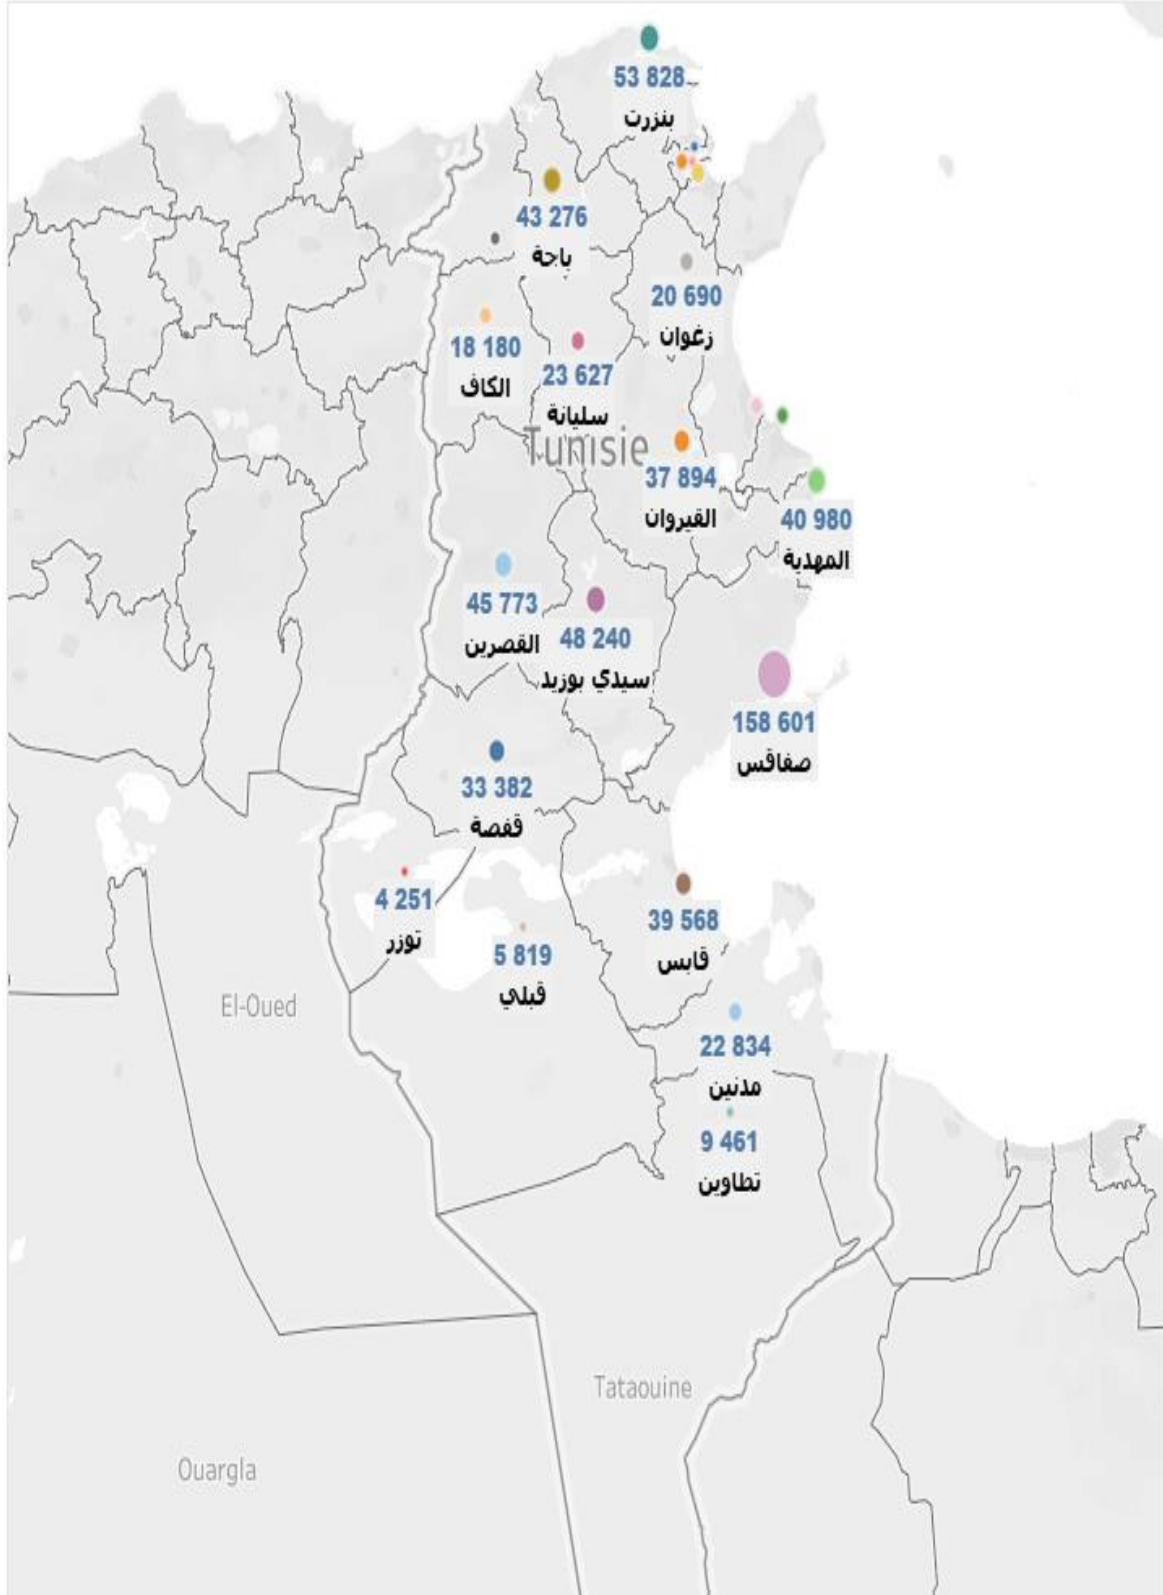 53 828
بنزرت
43 276
باجة
20 690
زغوان
18 180
الكاف
23 627
سليانة
Tunisie
37 894
القيروان
40 980
المهدية
45 773
القصرين
48 240
سيدي بوزيد
158 601
صفاقس
33 382
قفصة
4 251
توزر
39 568
قابس
5 819
قبلي
El-Oued
22 834
مدنين
9 461
تطاوين
Tataouine
Ouargla